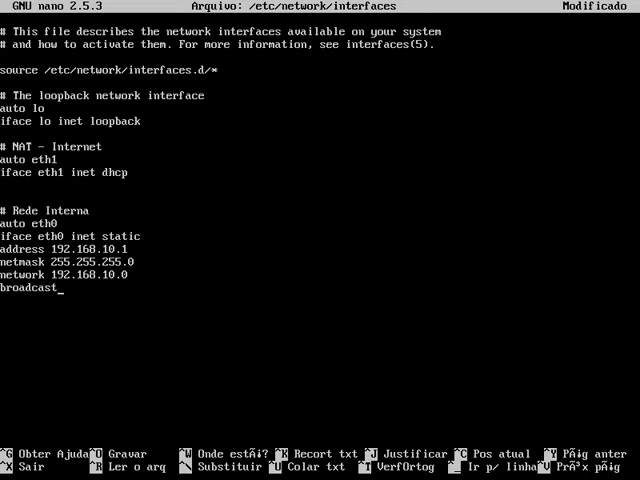 GNU nano 2.5.3 Arquivo: /etc/network/interfaces Modificado
# This file describes the network interfaces available on your system
# and how to activate them. For more information, see interfaces(5).
source /etc/network/interfaces.d/*
# The loopback network interface
auto lo
iface lo inet loopback
# NAT - Internet
auto eth1
iface eth1 inet dhcp
# Rede Interna
auto eth0
iface eth0 inet static
address 192.168.10.1
netmask 255.255.255.0
network 192.168.10.0
broadcast_
^G Obter Ajuda ^O Gravar ^W Onde estÃ¡? ^K Recort txt ^J Justificar ^C Pos atual ^Y PÃ¡g anter
^X Sair ^R Ler o arq ^\ Substituir ^U Colar txt ^T VerfOrtog ^_ Ir p/ linha ^V PrÃ³x pÃ¡g